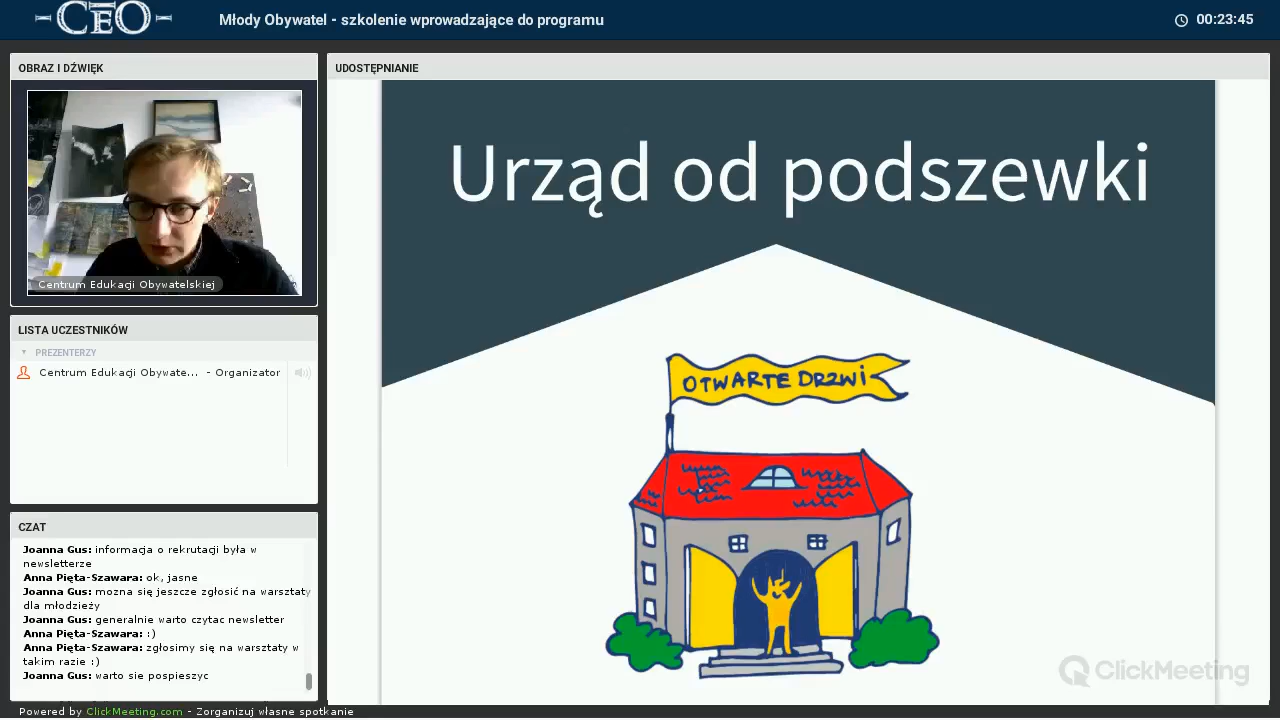 CEO
Młody Obywatel - szkolenie wprowadzające do programu
00:23:45
OBRAZ I DŹWIĘK
Centrum Edukacji Obywatelskiej
LISTA UCZESTNIKÓW
PREZENTERZY
Centrum Edukacji Obywate... - Organizator
CZAT
Joanna Gus: informacja o rekrutacji była w
newsletterze
Anna Pięta-Szawara: ok, jasne
Joanna Gus: mozna się jeszcze zgłosić na warsztaty
dla młodzieży
Joanna Gus: generalnie warto czytac newsletter
Anna Pięta-Szawara: :)
Anna Pięta-Szawara: zgłosimy się na warsztaty w
takim razie :)
Joanna Gus: warto sie pospieszyc
Powered by ClickMeeting.com - Zorganizuj własne spotkanie
UDOSTĘPNIANIE
Urząd od podszewki
OTWARTE DRZWI
ClickMeeting